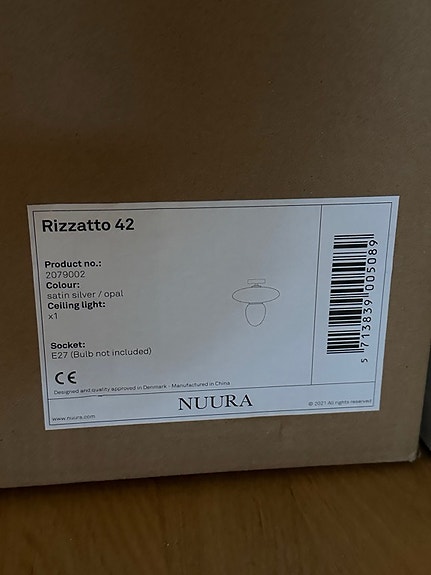 Rizzatto 42
Product no.:
2079002
Colour:
satin silver / opal
Ceiling light:
x1
Socket:
E27 (Bulb not included)
CE
Designed and quality approved in Denmark - Manufactured in China
www.nuura.com
NUURA
© 2021 All rights reserved
5 713839 005089